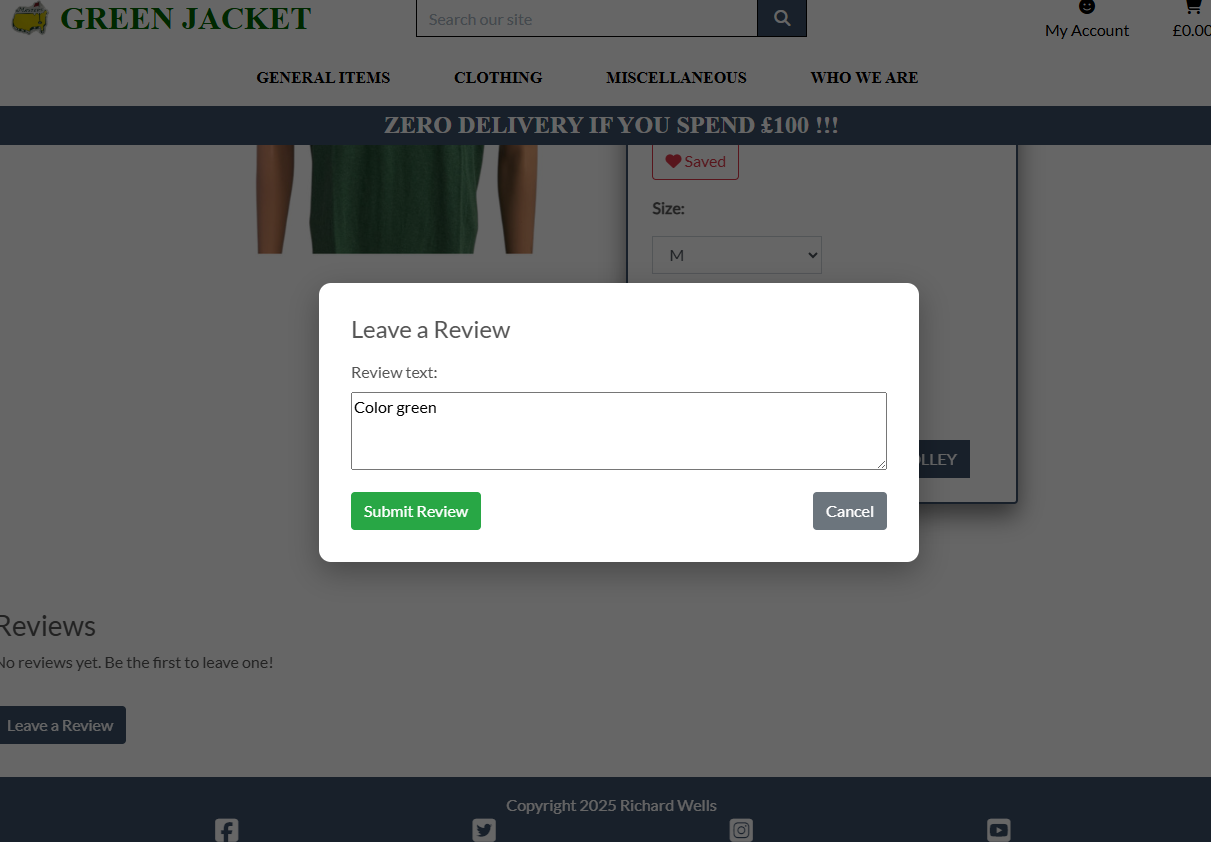 GREEN JACKET
Search our site
My Account
£0.00
GENERAL ITEMS CLOTHING MISCELLANEOUS WHO WE ARE
ZERO DELIVERY IF YOU SPEND £100 !!!
Saved
Size:
M
Leave a Review
Review text:
Color green
OLLEY
Submit Review Cancel
Reviews
No reviews yet. Be the first to leave one!
Leave a Review
Copyright 2025 Richard Wells